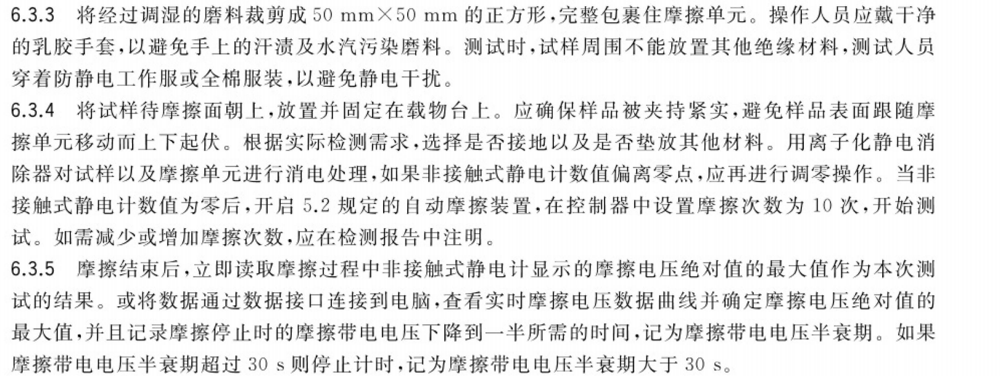 6.3.3 将经过调湿的磨料裁剪成 50 mm×50 mm 的正方形,完整包裹住摩擦单元。操作人员应戴干净
的乳胶手套,以避免手上的汗渍及水汽污染磨料。测试时,试样周围不能放置其他绝缘材料,测试人员
穿着防静电工作服或全棉服装,以避免静电干扰。
6.3.4 将试样待摩擦面朝上,放置并固定在载物台上。应确保样品被夹持紧实,避免样品表面跟随摩
擦单元移动而上下起伏。根据实际检测需求,选择是否接地以及是否垫放其他材料。用离子化静电消
除器对试样以及摩擦单元进行消电处理,如果非接触式静电计数值偏离零点,应再进行调零操作。当非
接触式静电计数值为零后,开启 5.2 规定的自动摩擦装置,在控制器中设置摩擦次数为 10 次,开始测
试。如需减少或增加摩擦次数,应在检测报告中注明。
6.3.5 摩擦结束后,立即读取摩擦过程中非接触式静电计显示的摩擦电压绝对值的最大值作为本次测
试的结果。或将数据通过数据接口连接到电脑,查看实时摩擦电压数据曲线并确定摩擦电压绝对值的
最大值,并且记录摩擦停止时的摩擦带电电压下降到一半所需的时间,记为摩擦带电电压半衰期。如果
摩擦带电电压半衰期超过 30 s 则停止计时,记为摩擦带电电压半衰期大于 30 s。